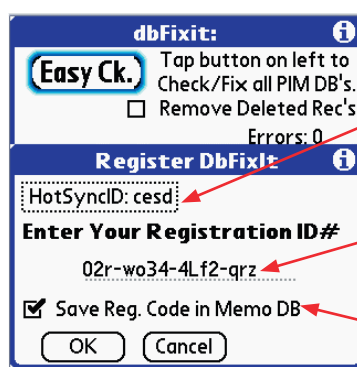 dbFixit:
Easy Ck.
Tap button on left to
Check/Fix all PIM DB's.
Remove Deleted Rec's
Errors: 0
Register DbFixIt
HotSyncID: cesd
Enter Your Registration ID#
02r-wo34-4Lf2-qrz
Save Reg. Code in Memo DB
OK Cancel